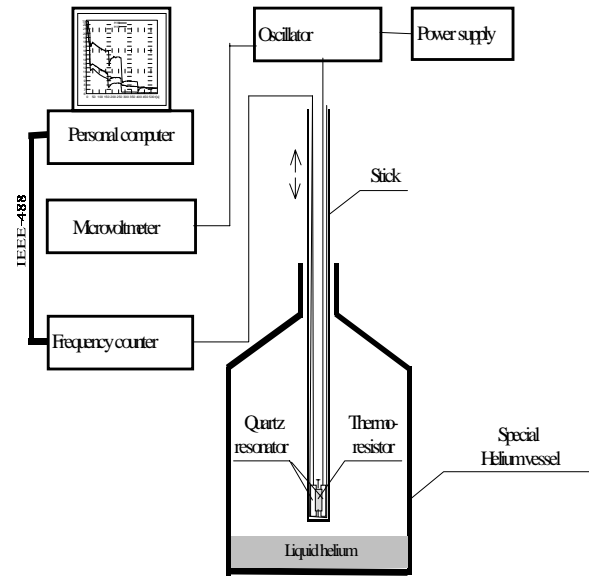 Oscillator
Power supply
Personal computer
Stick
Microvoltmeter
IEEE-488
Frequency counter
Quartz
resonator
Thermo-
resistor
Special
Helium vessel
Liquid helium